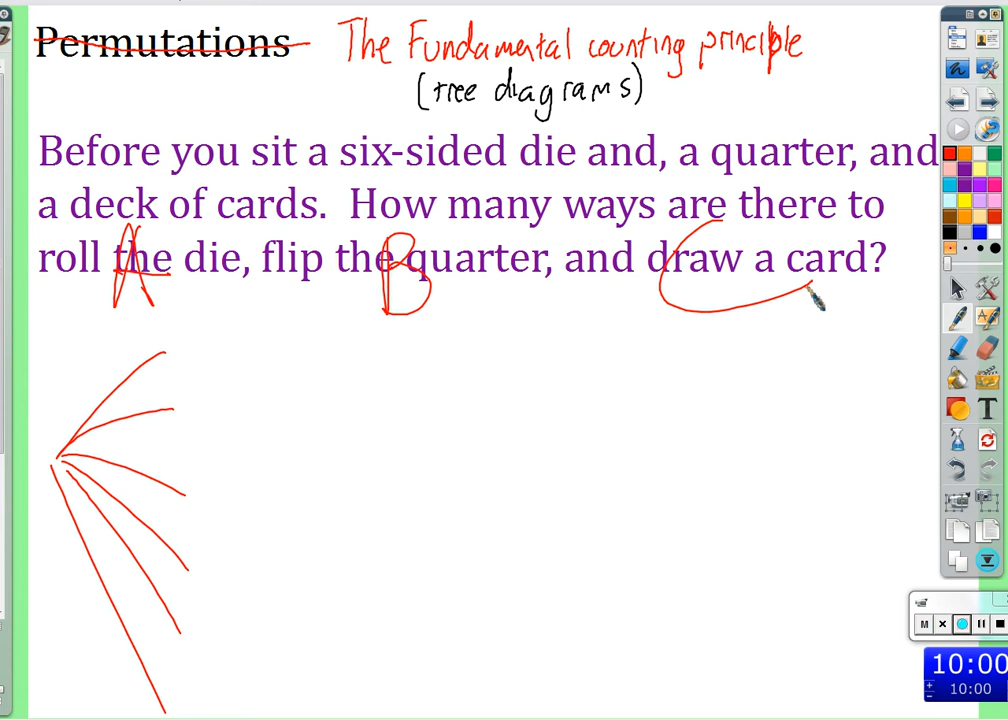 Permutations The Fundamental counting principle
(tree diagrams)
Before you sit a six-sided die and, a quarter, and
a deck of cards. How many ways are there to
roll the die, flip the quarter, and draw a card?
A B C
T
M
10:00
10:00